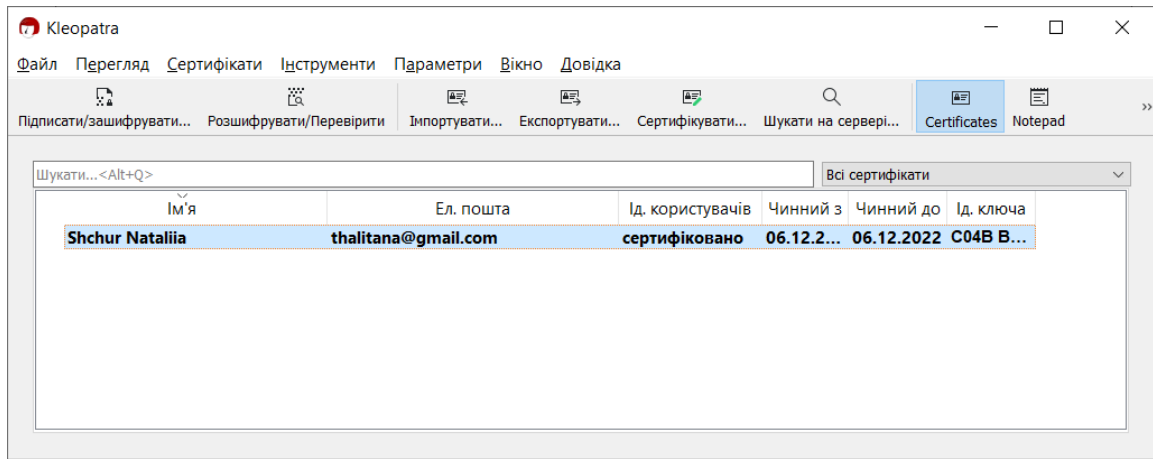 Kleopatra
Файл Перегляд Сертифікати Інструменти Параметри Вікно Довідка
Підписати/зашифрувати... Розшифрувати/Перевірити Імпортувати... Експортувати... Сертифікувати... Шукати на сервері... Certificates Notepad »
Шукати...<Alt+Q> Всі сертифікати
Ім'я Ел. пошта Ід. користувачів Чинний з Чинний до Ід. ключа
Shchur Nataliia thalitana@gmail.com сертифіковано 06.12.2... 06.12.2022 C04B B...